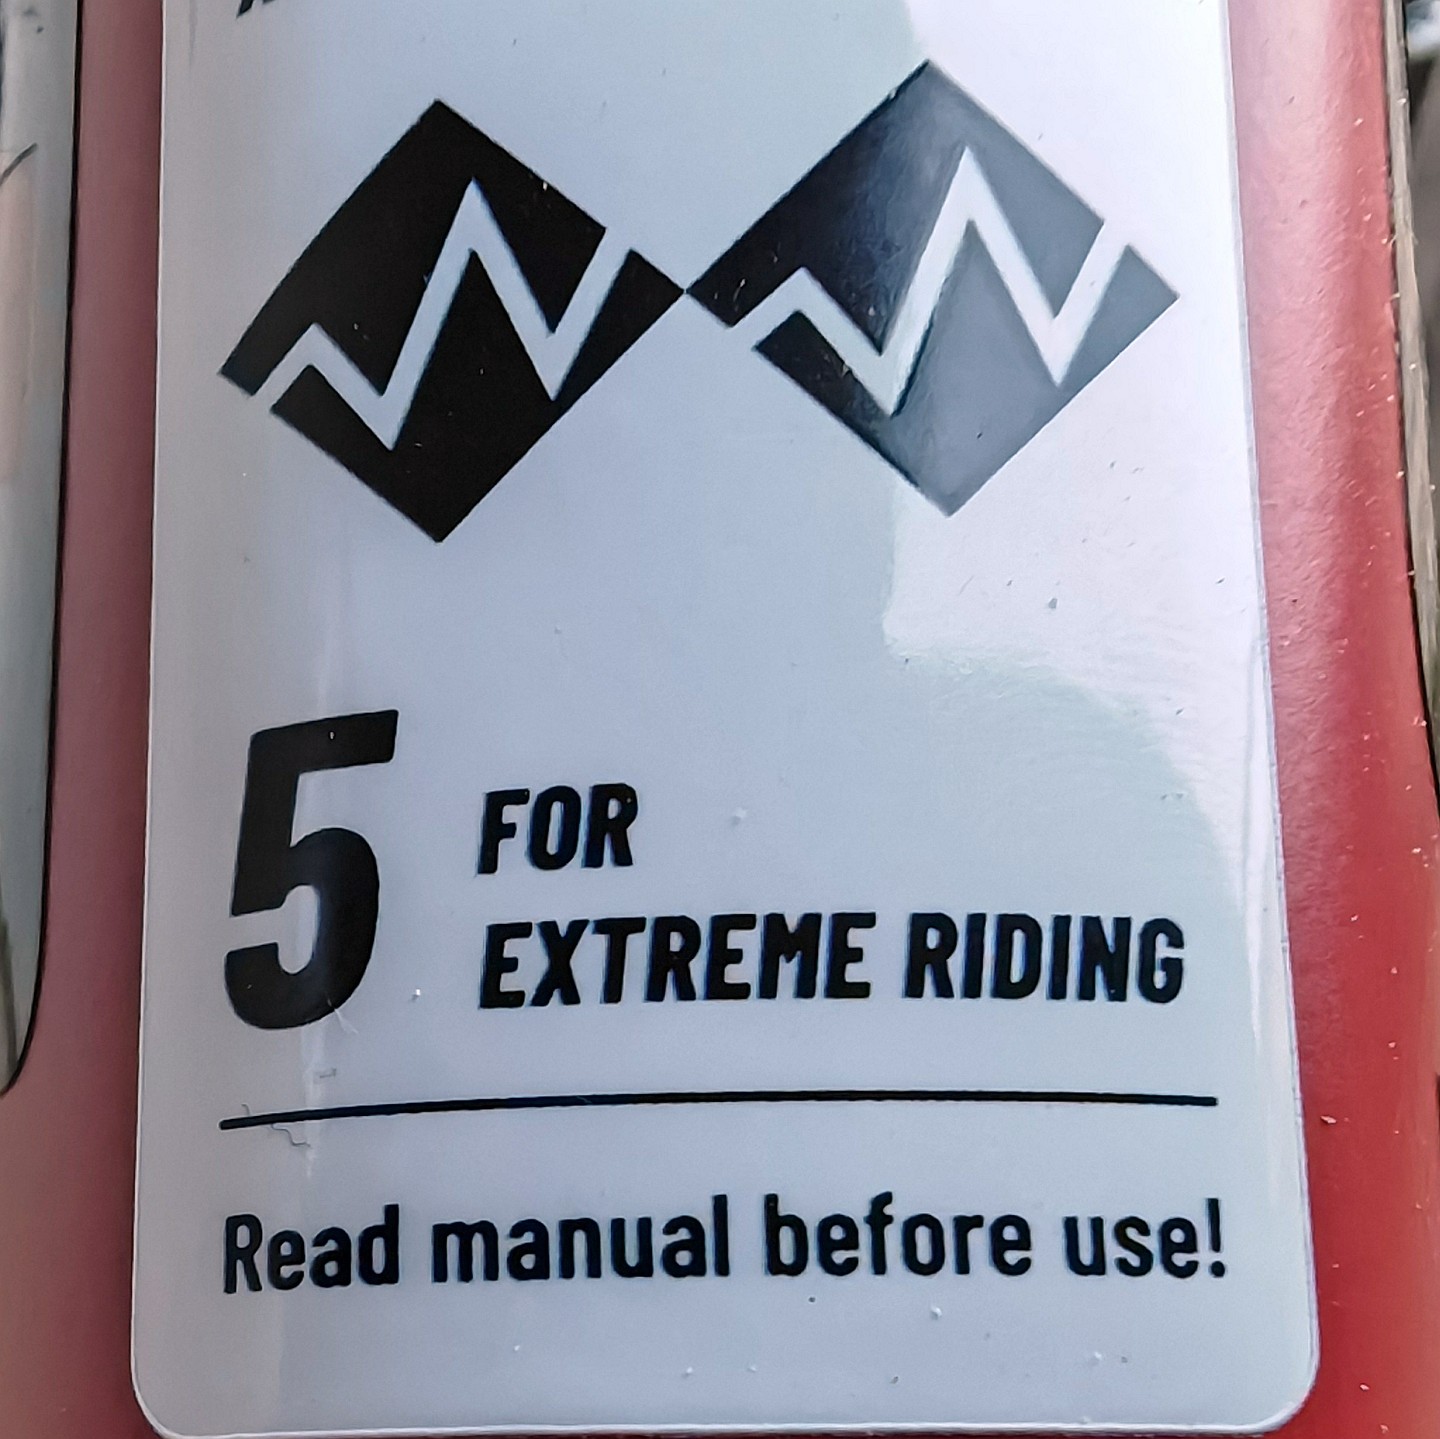 5 FOR
EXTREME RIDING
Read manual before use!